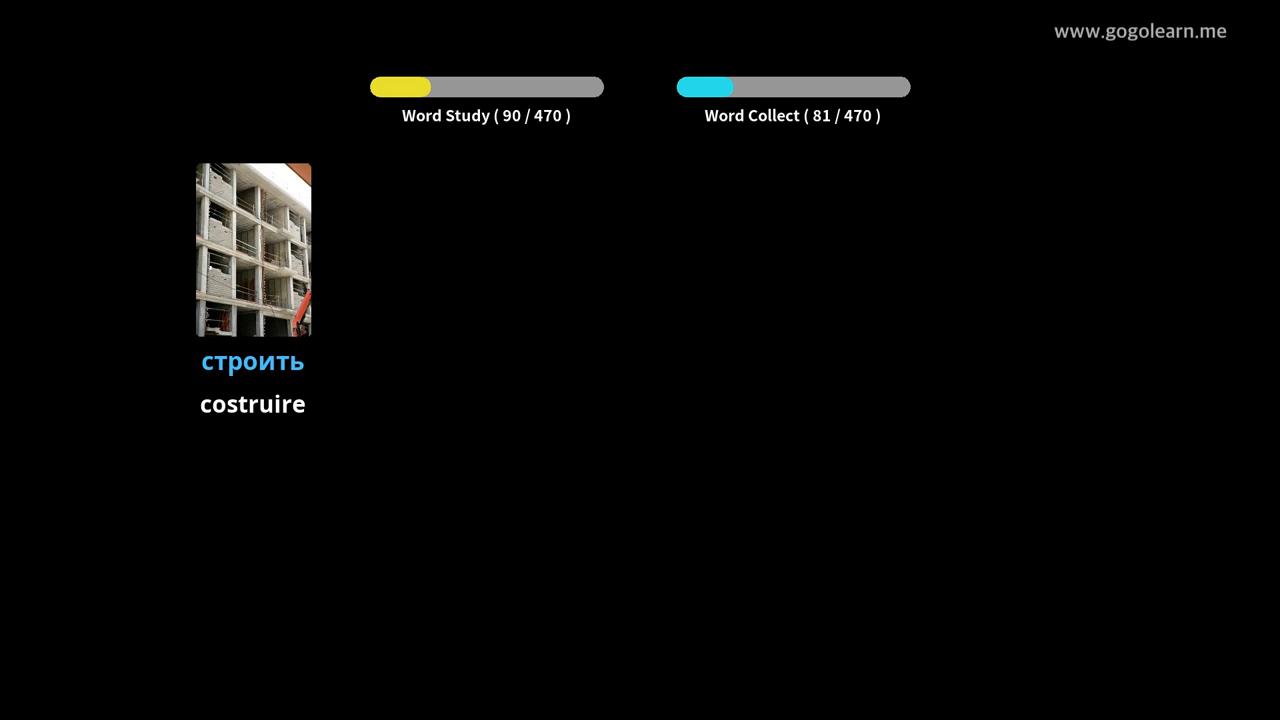 www.gogolearn.me
Word Study ( 90 / 470 )
Word Collect ( 81 / 470 )
строить
costruire